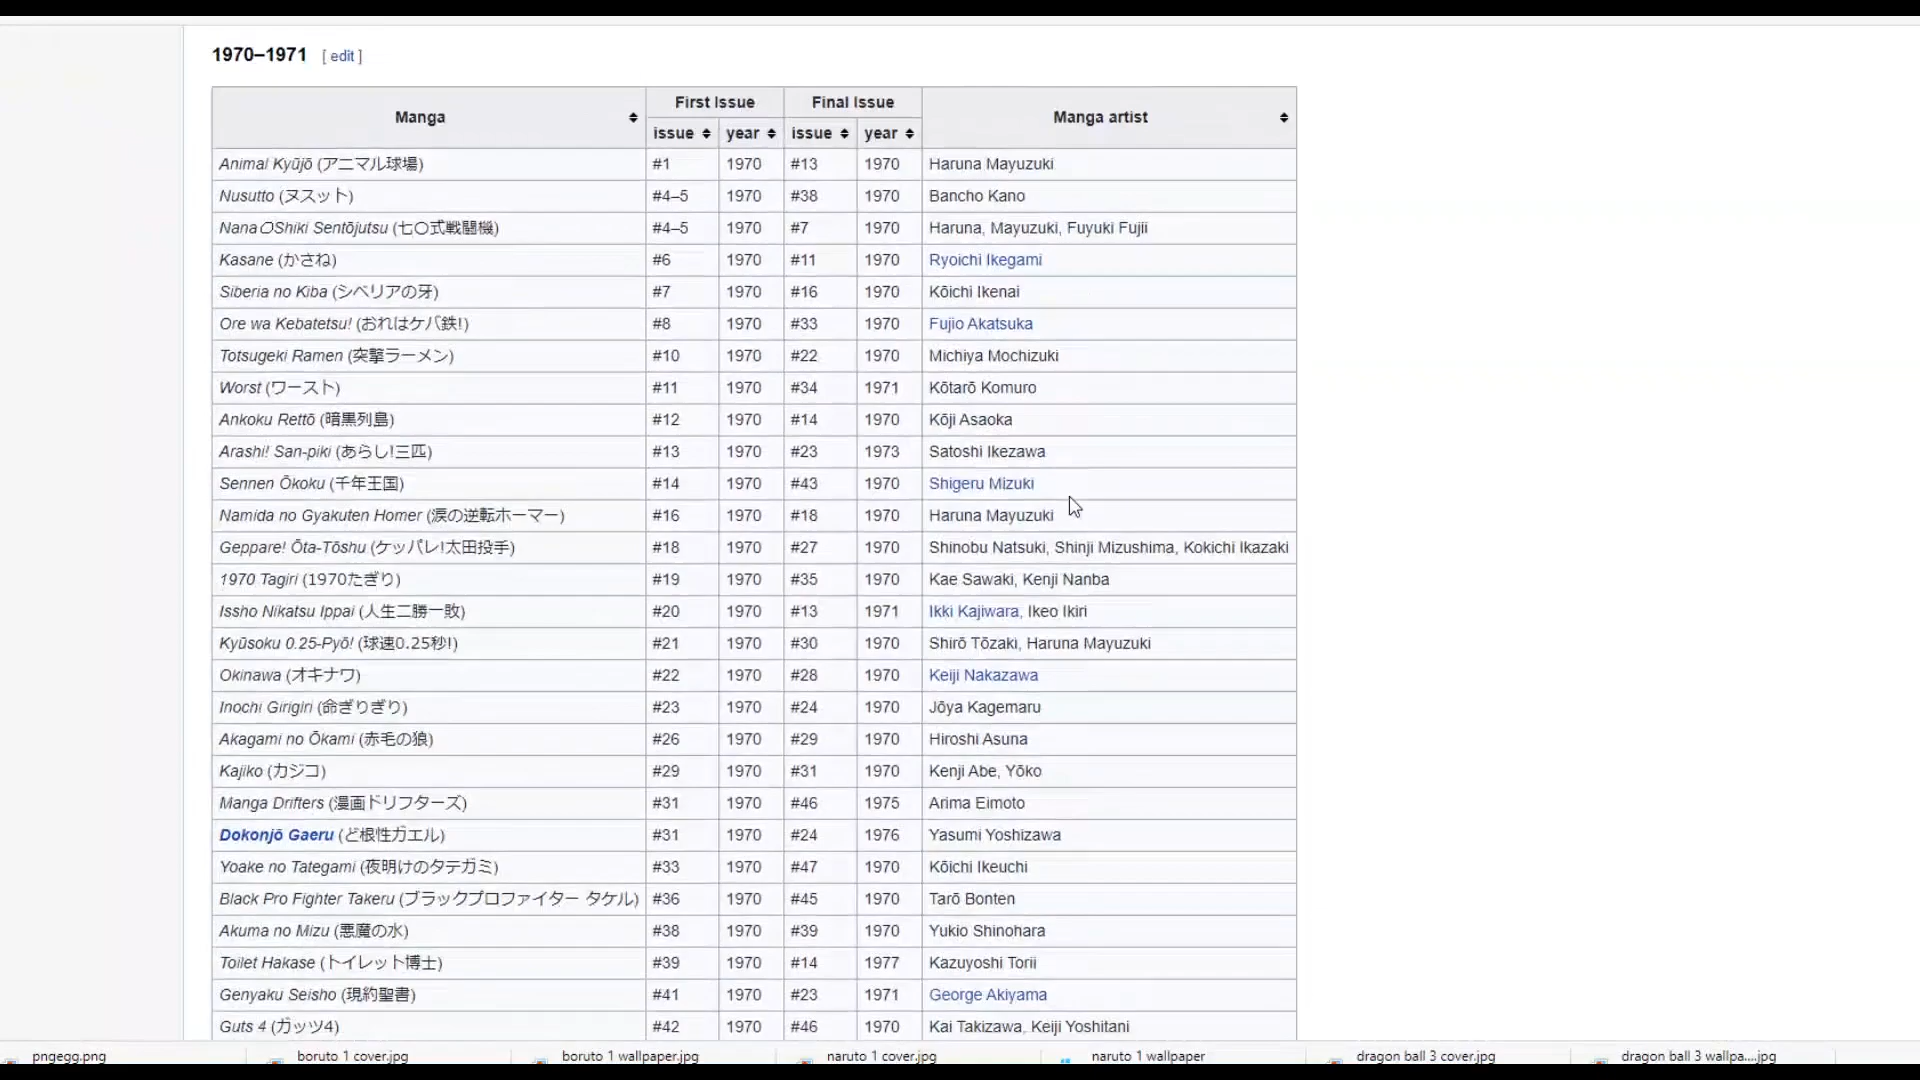 1970–1971 [ edit ]
Manga First Issue Final Issue Manga artist
issue year issue year
Animal Kyūjō (アニマル球場) #1 1970 #13 1970 Haruna Mayuzuki
Nusutto (ヌスット) #4–5 1970 #38 1970 Bancho Kano
Nana〇Shiki Sentōjutsu (七〇式戦闘機) #4–5 1970 #7 1970 Haruna, Mayuzuki, Fuyuki Fujii
Kasane (かさね) #6 1970 #11 1970 Ryoichi Ikegami
Siberia no Kiba (シベリアの牙) #7 1970 #16 1970 Kōichi Ikenai
Ore wa Kebatetsu! (おれはケバ鉄!) #8 1970 #33 1970 Fujio Akatsuka
Totsugeki Ramen (突撃ラーメン) #10 1970 #22 1970 Michiya Mochizuki
Worst (ワースト) #11 1970 #34 1971 Kōtarō Komuro
Ankoku Rettō (暗黒列島) #12 1970 #14 1970 Kōji Asaoka
Arashi! San-piki (あらし!三匹) #13 1970 #23 1973 Satoshi Ikezawa
Sennen Ōkoku (千年王国) #14 1970 #43 1970 Shigeru Mizuki
Namida no Gyakuten Homer (涙の逆転ホーマー) #16 1970 #18 1970 Haruna Mayuzuki
Geppare! Ōta-Tōshu (ケッパレ!太田投手) #18 1970 #27 1970 Shinobu Natsuki, Shinji Mizushima, Kokichi Ikazaki
1970 Tagiri (1970たぎり) #19 1970 #35 1970 Kae Sawaki, Kenji Nanba
Issho Nikatsu Ippai (人生二勝一敗) #20 1970 #13 1971 Ikki Kajiwara, Ikeo Ikiri
Kyūsoku 0.25-Pyō! (球速0.25秒!) #21 1970 #30 1970 Shirō Tōzaki, Haruna Mayuzuki
Okinawa (オキナワ) #22 1970 #28 1970 Keiji Nakazawa
Inochi Girigiri (命ぎりぎり) #23 1970 #24 1970 Jōya Kagemaru
Akagami no Ōkami (赤毛の狼) #26 1970 #29 1970 Hiroshi Asuna
Kajiko (カジコ) #29 1970 #31 1970 Kenji Abe, Yōko
Manga Drifters (漫画ドリフターズ) #31 1970 #46 1975 Arima Eimoto
Dokonjō Gaeru (ど根性ガエル) #31 1970 #24 1976 Yasumi Yoshizawa
Yoake no Tategami (夜明けのタテガミ) #33 1970 #47 1970 Kōichi Ikeuchi
Black Pro Fighter Takeru (ブラックプロファイター タケル) #36 1970 #45 1970 Tarō Bonten
Akuma no Mizu (悪魔の水) #38 1970 #39 1970 Yukio Shinohara
Toilet Hakase (トイレット博士) #39 1970 #14 1977 Kazuyoshi Torii
Genyaku Seisho (現約聖書) #41 1970 #23 1971 George Akiyama
Guts 4 (ガッツ4) #42 1970 #46 1970 Kai Takizawa, Keiji Yoshitani
pngegg.png boruto 1 cover.jpg boruto 1 wallpaper.jpg naruto 1 cover.jpg naruto 1 wallpaper dragon ball 3 cover.jpg dragon ball 3 wallpa....jpg